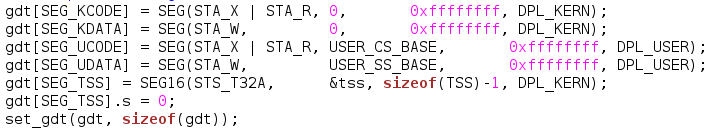 gdt[SEG_KCODE] = SEG(STA_X | STA_R, 0, 0xffffffff, DPL_KERN);
gdt[SEG_KDATA] = SEG(STA_W, 0, 0xffffffff, DPL_KERN);
gdt[SEG_UCODE] = SEG(STA_X | STA_R, USER_CS_BASE, 0xffffffff, DPL_USER);
gdt[SEG_UDATA] = SEG(STA_W, USER_SS_BASE, 0xffffffff, DPL_USER);
gdt[SEG_TSS] = SEG16(STS_T32A, &tss, sizeof(TSS)-1, DPL_KERN);
gdt[SEG_TSS].s = 0;
set_gdt(gdt, sizeof(gdt));